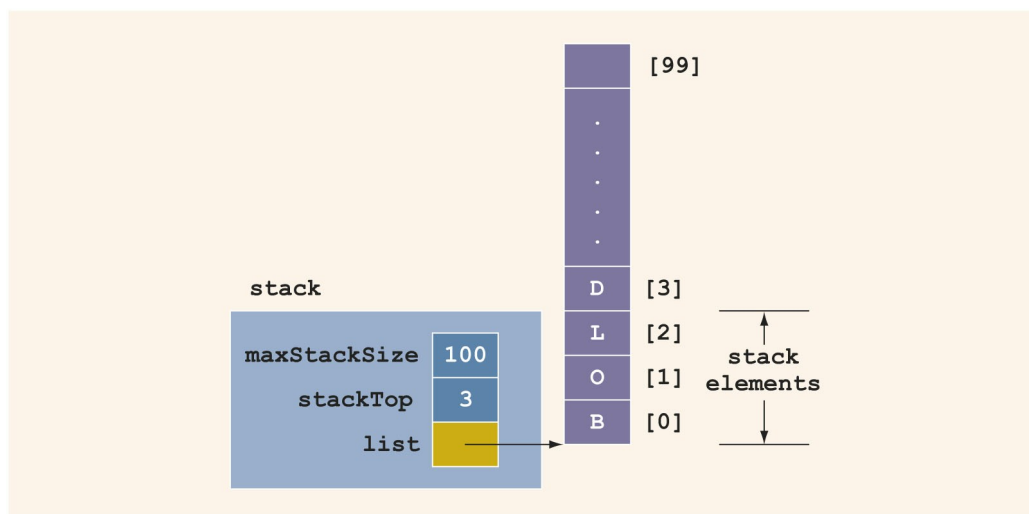 [99]
.
.
.
.
.
stack
D [3]
L [2]
maxStackSize 100
stack
O [1]
elements
stackTop 3
B [0]
list